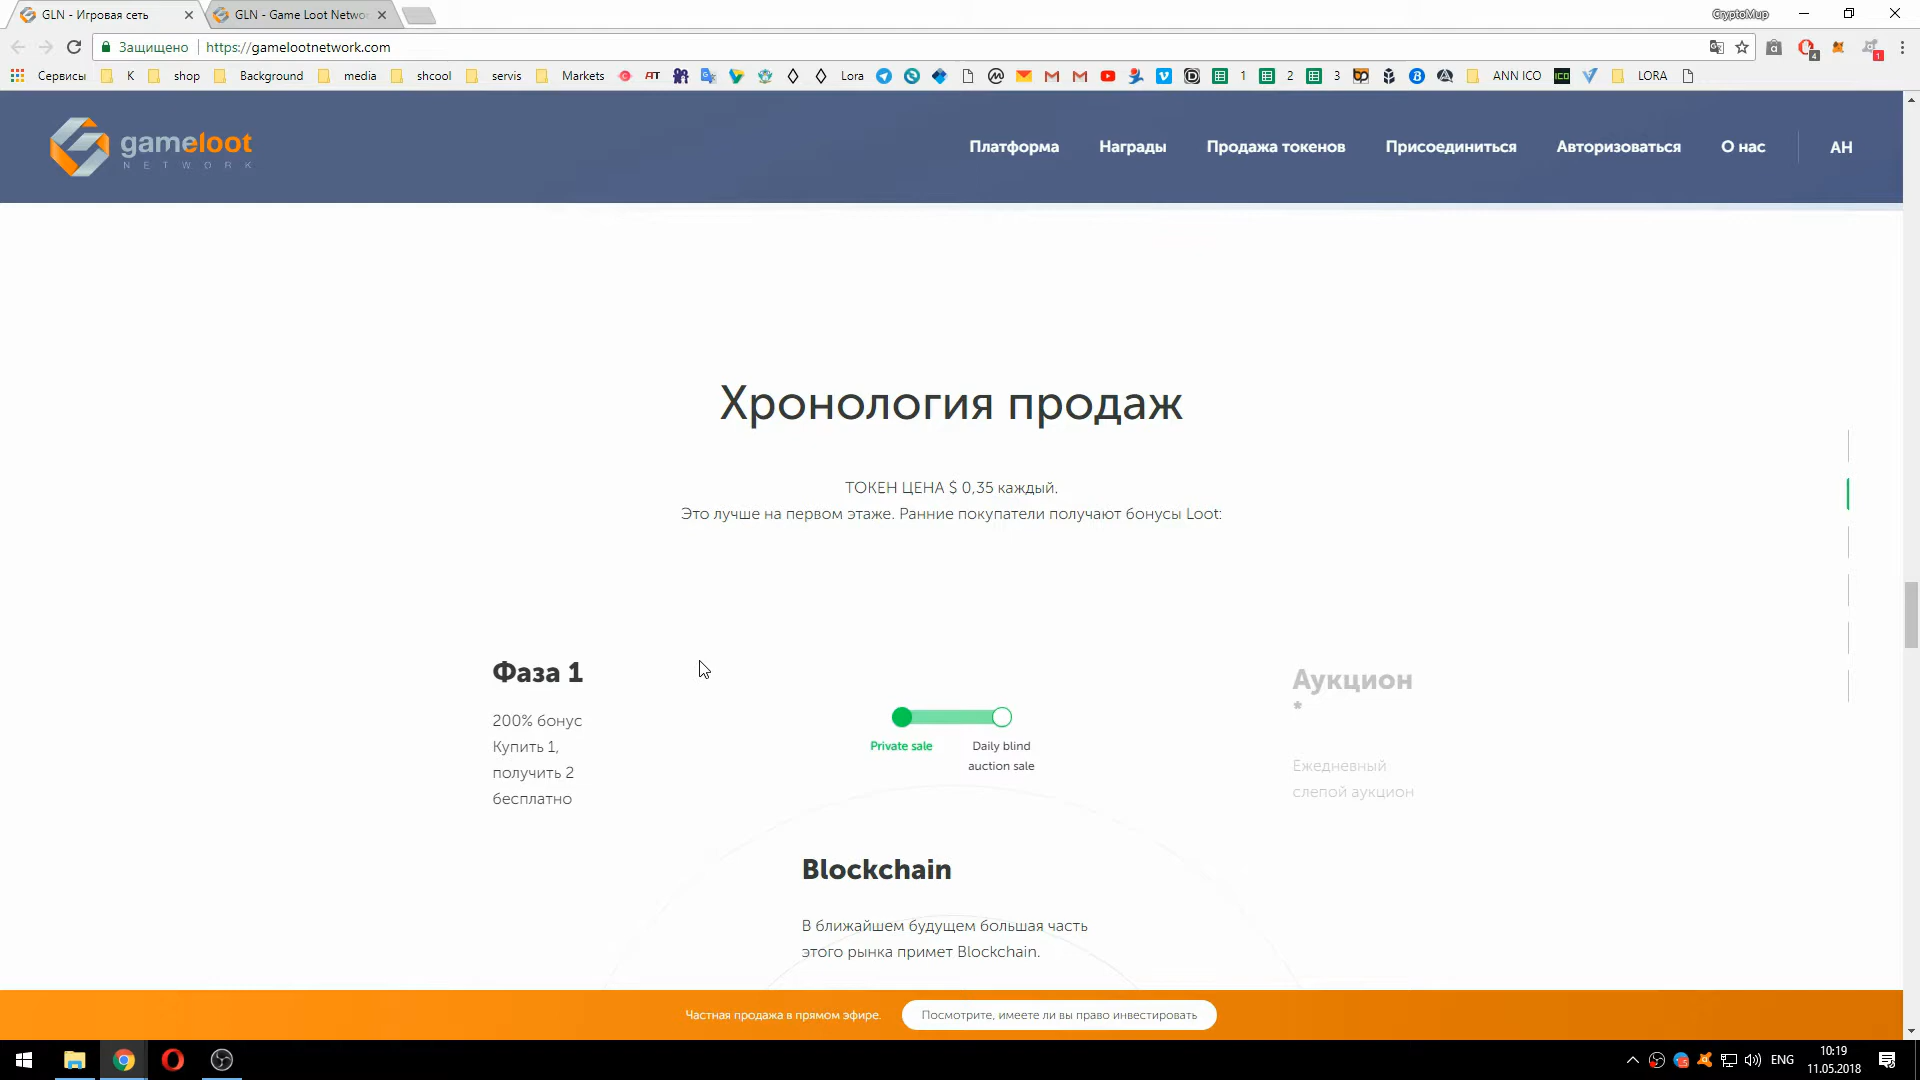 GLN - Игровая сеть
GLN - Game Loot Netwo
CryptoMup
Защищено
https://gamelootnetwork.com
Сервисы K shop Background media shcool servis Markets AT Lora 1 2 3 ANN ICO ICO LORA
gameloot
NETWORK
Платформа Награды Продажа токенов Присоединиться Авторизоваться О нас АН
Хронология продаж
ТОКЕН ЦЕНА $ 0,35 каждый.
Это лучше на первом этаже. Ранние покупатели получают бонусы Loot:
Фаза 1
200% бонус
Купить 1,
получить 2
бесплатно
Private sale
Daily blind
auction sale
Аукцион
*
Ежедневный
слепой аукцион
Blockchain
В ближайшем будущем большая часть
этого рынка примет Blockchain.
Частная продажа в прямом эфире.
Посмотрите, имеете ли вы право инвестировать
ENG
10:19
11.05.2018